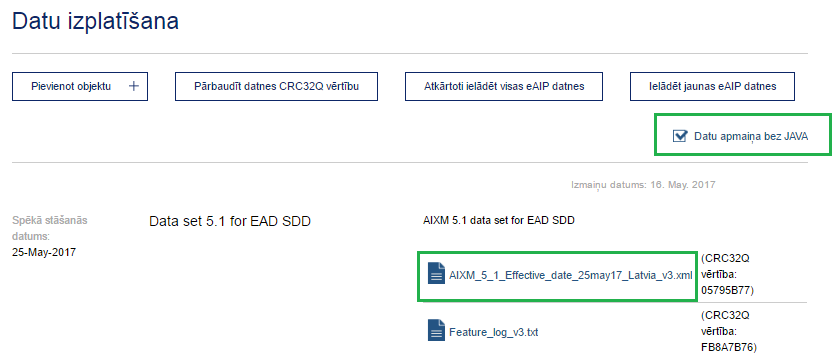 Datu izplatīšana
Pievienot objektu +
Pārbaudīt datnes CRC32Q vērtību
Atkārtoti ielādēt visas eAIP datnes
Ielādēt jaunas eAIP datnes
Datu apmaiņa bez JAVA
Izmaiņu datums: 16. May. 2017
Spēkā stāšanās
datums:
25-May-2017
Data set 5.1 for EAD SDD
AIXM 5.1 data set for EAD SDD
AIXM_5_1_Effective_date_25may17_Latvia_v3.xml
(CRC32Q
vērtība:
05795B77)
Feature_log_v3.txt
(CRC32Q
vērtība:
FB8A7B76)